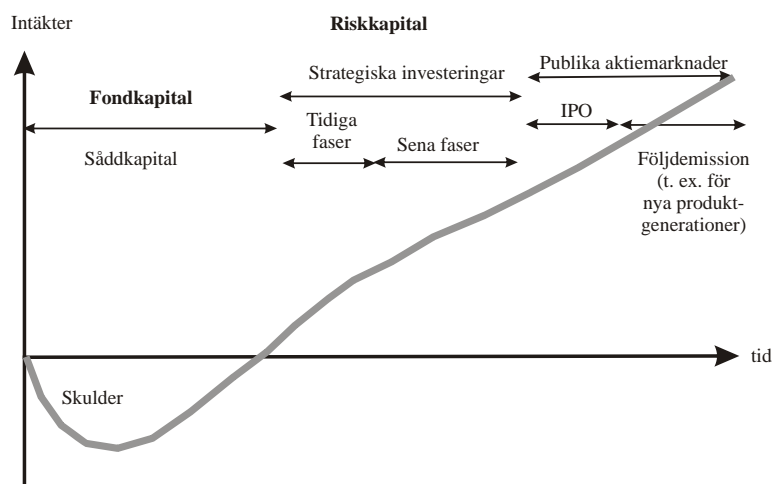 Intäkter
Riskkapital
Publika aktiemarknader
Strategiska investeringar
Fondkapital
IPO
Tidiga
faser
Sena faser
Såddkapital
Följdemission
(t. ex. för
nya produkt-
generationer)
tid
Skulder